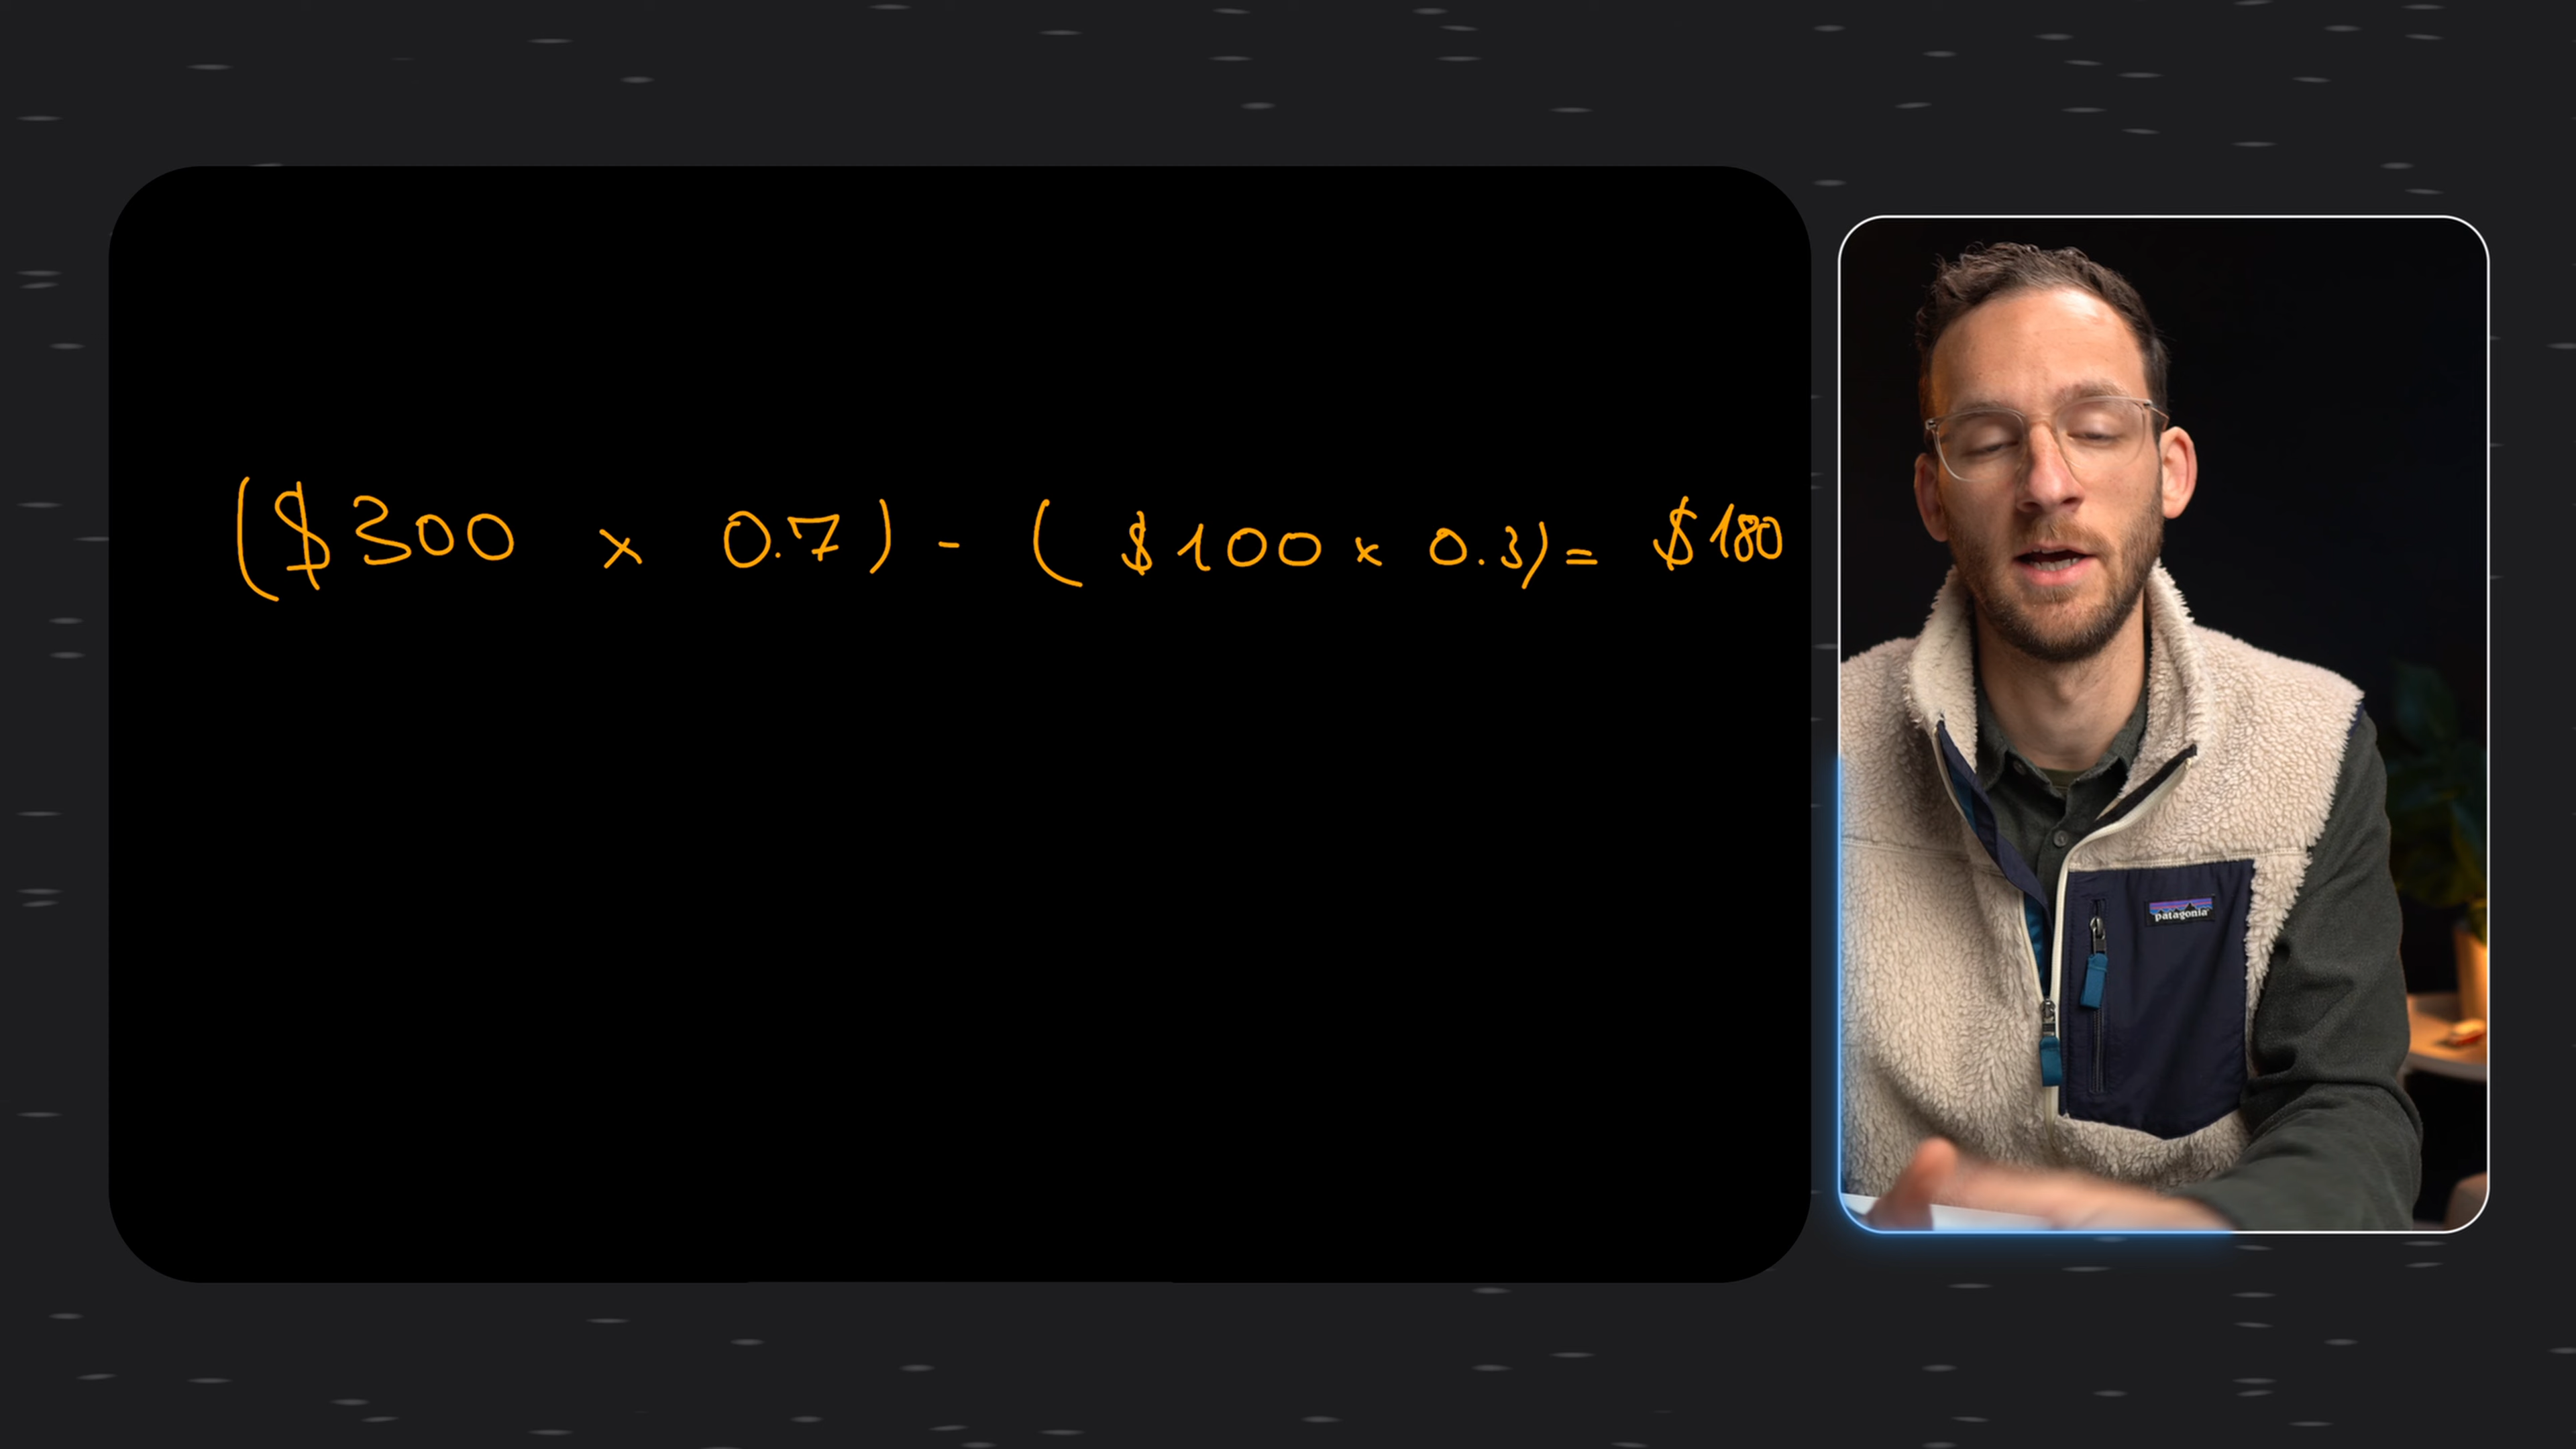 ($300 x 0.7) - ( $100 x 0.3) = $180
patagonia